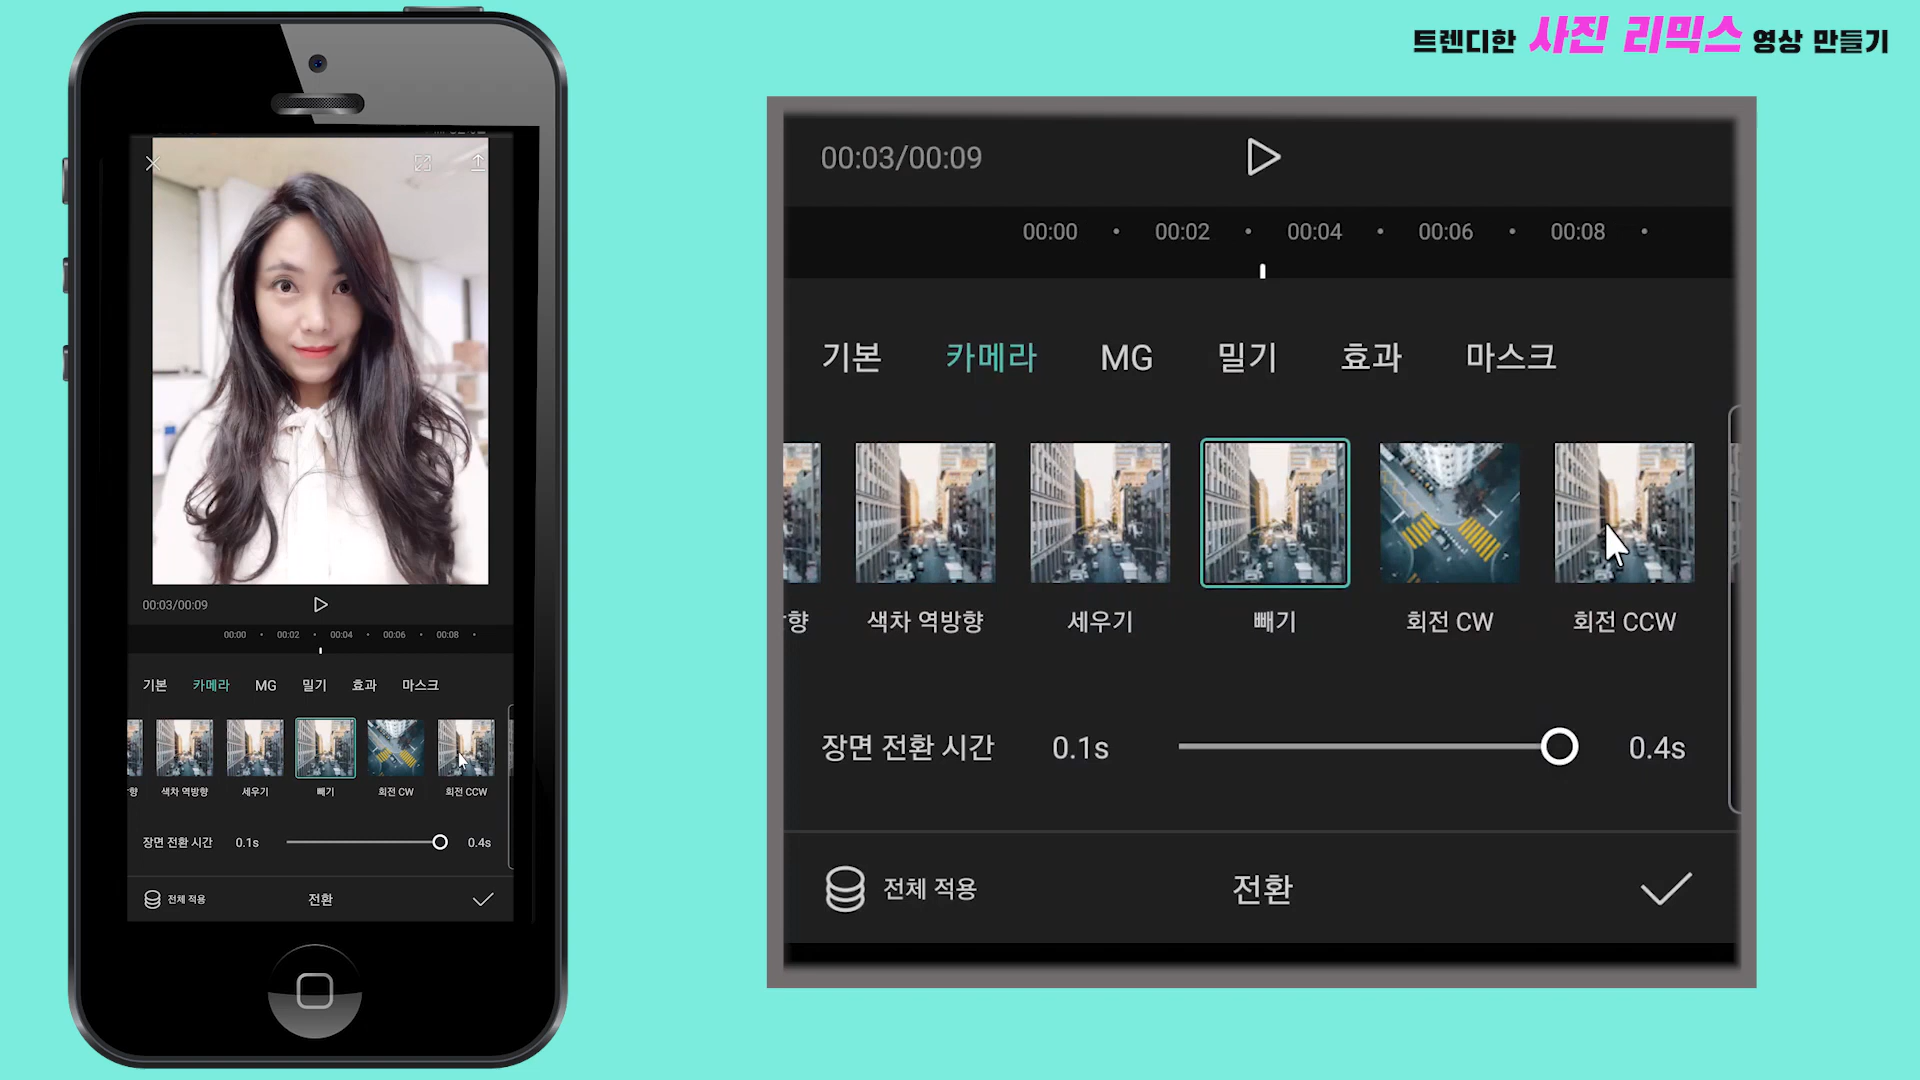 트렌디한 사진 리믹스 영상 만들기
00:03/00:09
00:00 00:02 00:04 00:06 00:08
기본 카메라 MG 밀기 효과 마스크
향 색차 역방향 세우기 빼기 회전 CW 회전 CCW
장면 전환 시간 0.1s 0.4s
전체 적용 전환
00:03/00:09
00:00 00:02 00:04 00:06 00:08
기본 카메라 MG 밀기 효과 마스크
향 색차 역방향 세우기 빼기 회전 CW 회전 CCW
장면 전환 시간 0.1s 0.4s
전체 적용 전환